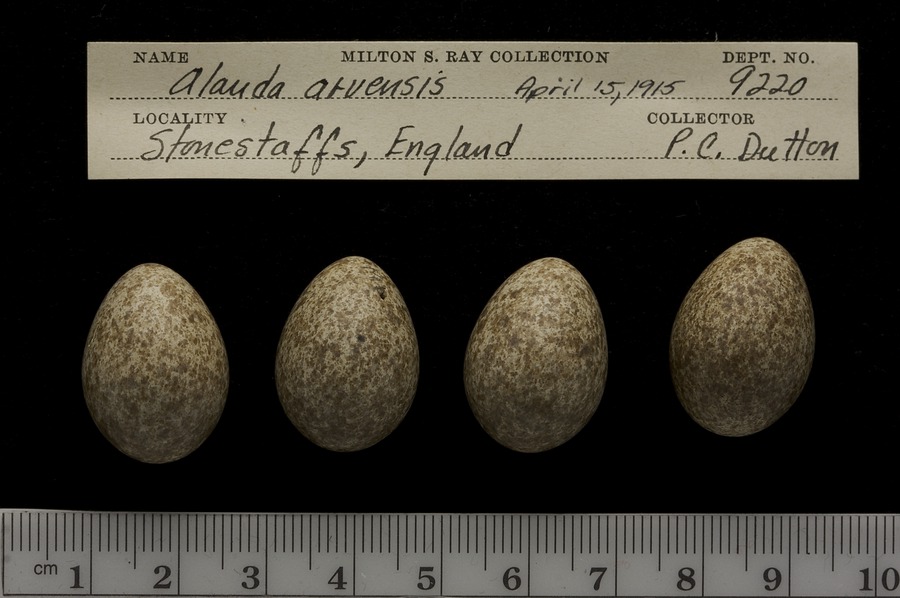 NAME MILTON S. RAY COLLECTION DEPT. NO.
Alauda arvensis April 15, 1915 9220
LOCALITY COLLECTOR
Stonestaffs, England P. C. Dutton
cm 1 2 3 4 5 6 7 8 9 10